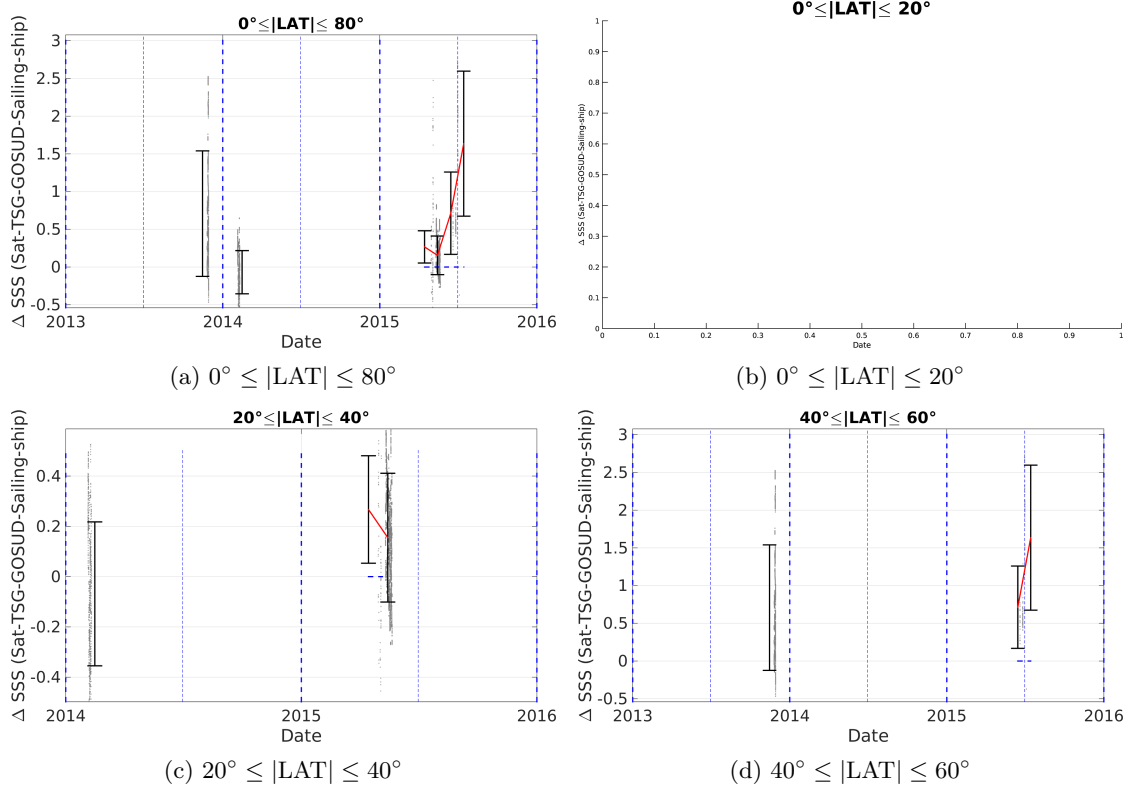 0°≤|LAT|≤ 80°
Δ SSS (Sat-TSG-GOSUD-Sailing-ship)
3
2.5
2
1.5
1
0.5
0
-0.5
2013
2014
2015
2016
Date
(a) 0° ≤ |LAT| ≤ 80°
0°≤|LAT|≤ 20°
Δ SSS (Sat-TSG-GOSUD-Sailing-ship)
1
0.9
0.8
0.7
0.6
0.5
0.4
0.3
0.2
0.1
0
0 0.1 0.2 0.3 0.4 0.5 0.6 0.7 0.8 0.9 1
Date
(b) 0° ≤ |LAT| ≤ 20°
20°≤|LAT|≤ 40°
Δ SSS (Sat-TSG-GOSUD-Sailing-ship)
0.4
0.2
0
-0.2
-0.4
2014
2015
2016
Date
(c) 20° ≤ |LAT| ≤ 40°
40°≤|LAT|≤ 60°
Δ SSS (Sat-TSG-GOSUD-Sailing-ship)
3
2.5
2
1.5
1
0.5
0
-0.5
2013
2014
2015
2016
Date
(d) 40° ≤ |LAT| ≤ 60°